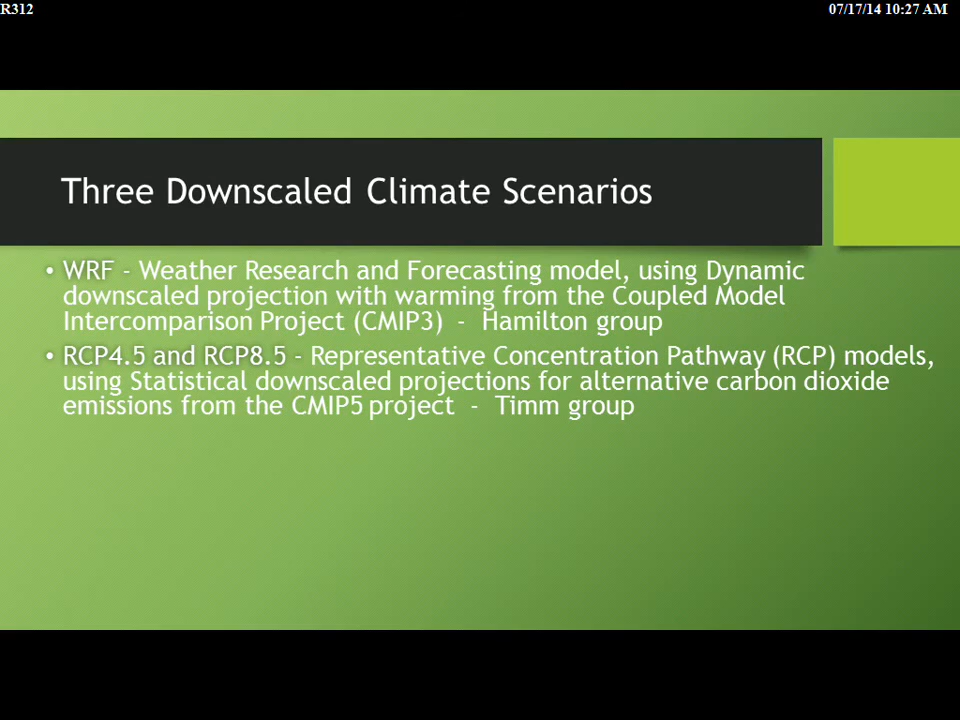 R312
07/17/14 10:27 AM
Three Downscaled Climate Scenarios
• WRF - Weather Research and Forecasting model, using Dynamic
downscaled projection with warming from the Coupled Model
Intercomparison Project (CMIP3) - Hamilton group
• RCP4.5 and RCP8.5 - Representative Concentration Pathway (RCP) models,
using Statistical downscaled projections for alternative carbon dioxide
emissions from the CMIP5 project - Timm group